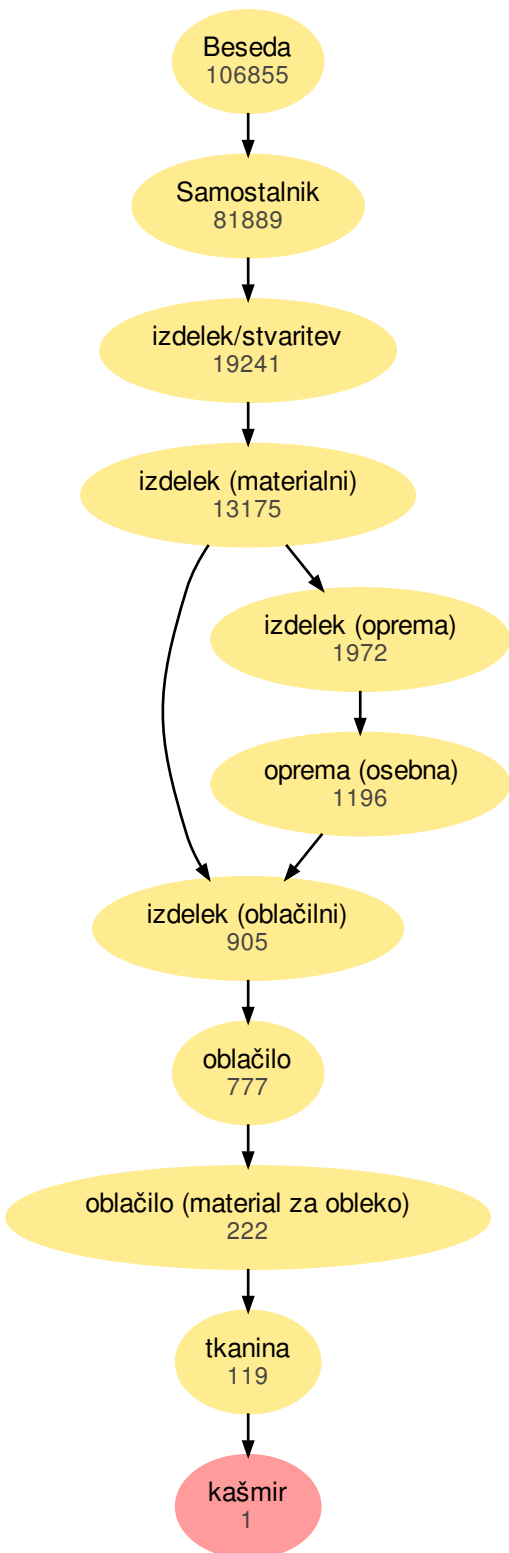 Beseda
106855
Samostalnik
81889
izdelek/stvaritev
19241
izdelek (materialni)
13175
izdelek (oprema)
1972
oprema (osebna)
1196
izdelek (oblačilni)
905
oblačilo
777
oblačilo (material za obleko)
222
tkanina
119
kašmir
1